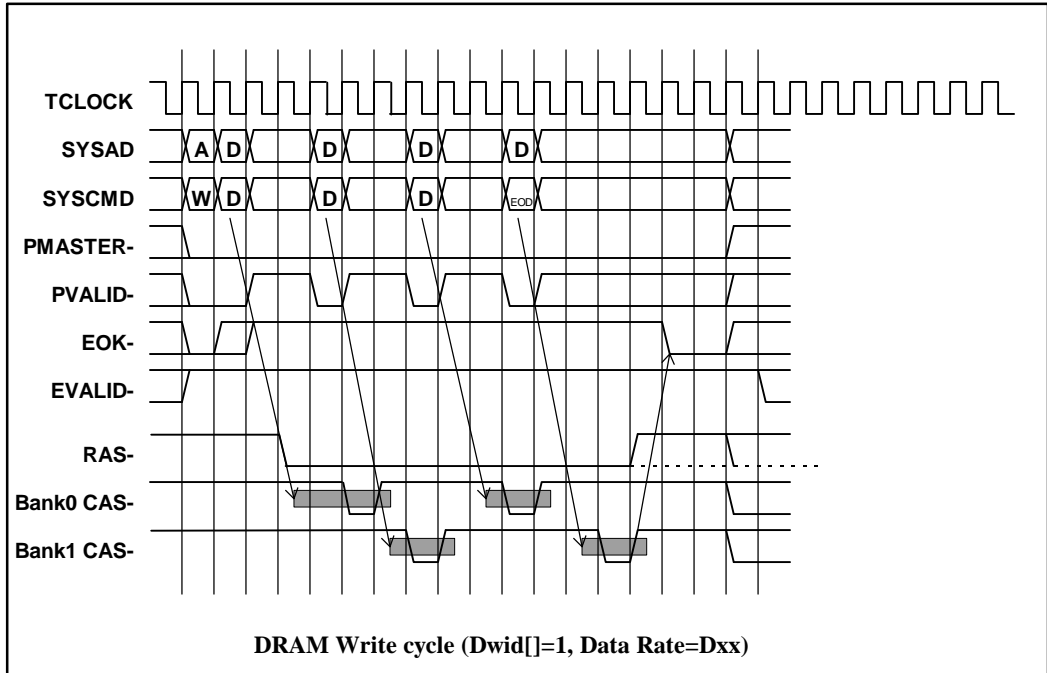 TCLOCK
SYSAD A D D D D
SYSCMD W D D D EOD
PMASTER-
PVALID-
EOK-
EVALID-
RAS-
Bank0 CAS-
Bank1 CAS-
DRAM Write cycle (Dwid[]=1, Data Rate=Dxx)